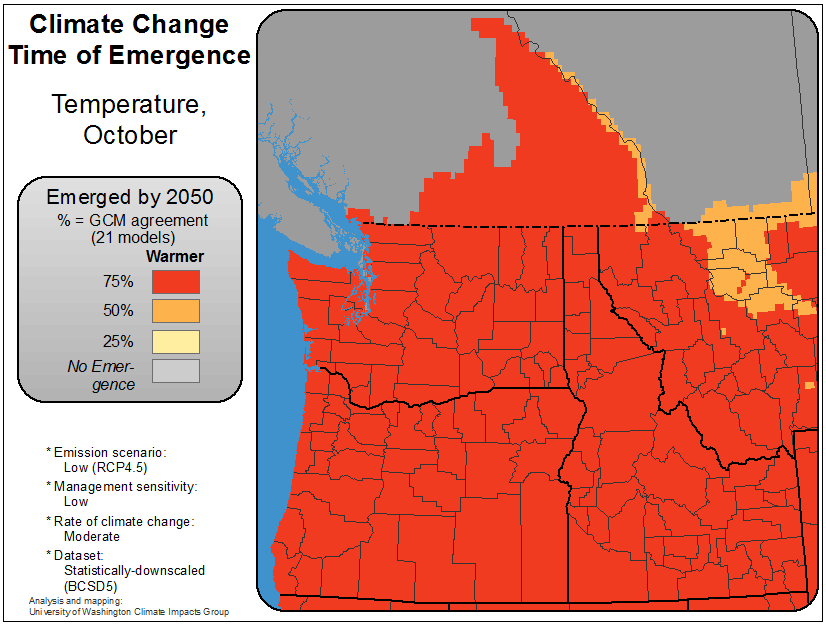 Climate Change
Time of Emergence
Temperature,
October
Emerged by 2050
% = GCM agreement
(21 models)
Warmer
75%
50%
25%
No Emer-
gence
* Emission scenario:
Low (RCP4.5)
* Management sensitivity:
Low
* Rate of climate change:
Moderate
* Dataset:
Statistically-downscaled
(BCSD5)
Analysis and mapping:
University of Washington Climate Impacts Group